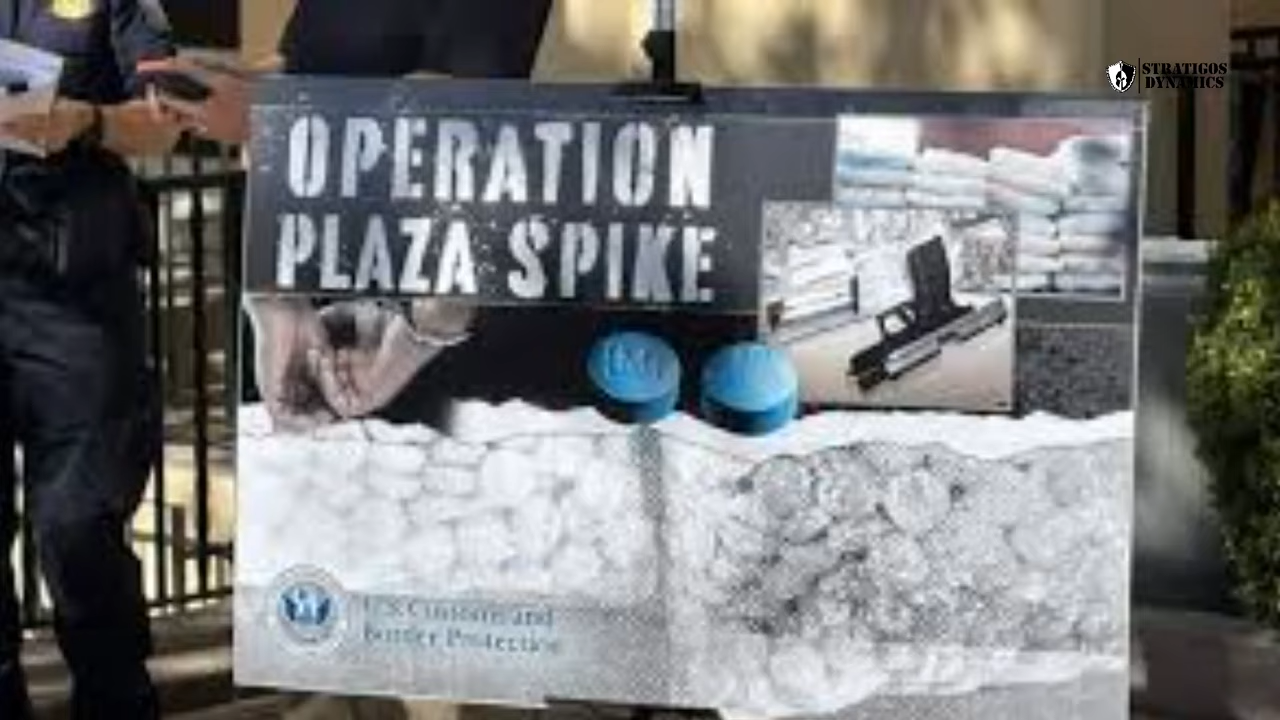 STRATIGOS
DYNAMICS
OPERATION
PLAZA SPIKE
U.S. Customs and
Border Protection